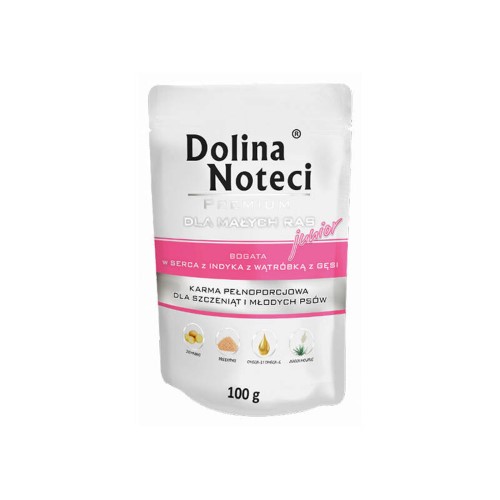 Dolina ®
Noteci
PREMIUM
DLA MAŁYCH RAS
junior
BOGATA
W SERCA Z INDYKA Z WĄTRÓBKĄ Z GĘSI
KARMA PEŁNOPORCJOWA
DLA SZCZENIĄT I MŁODYCH PSÓW
100 g